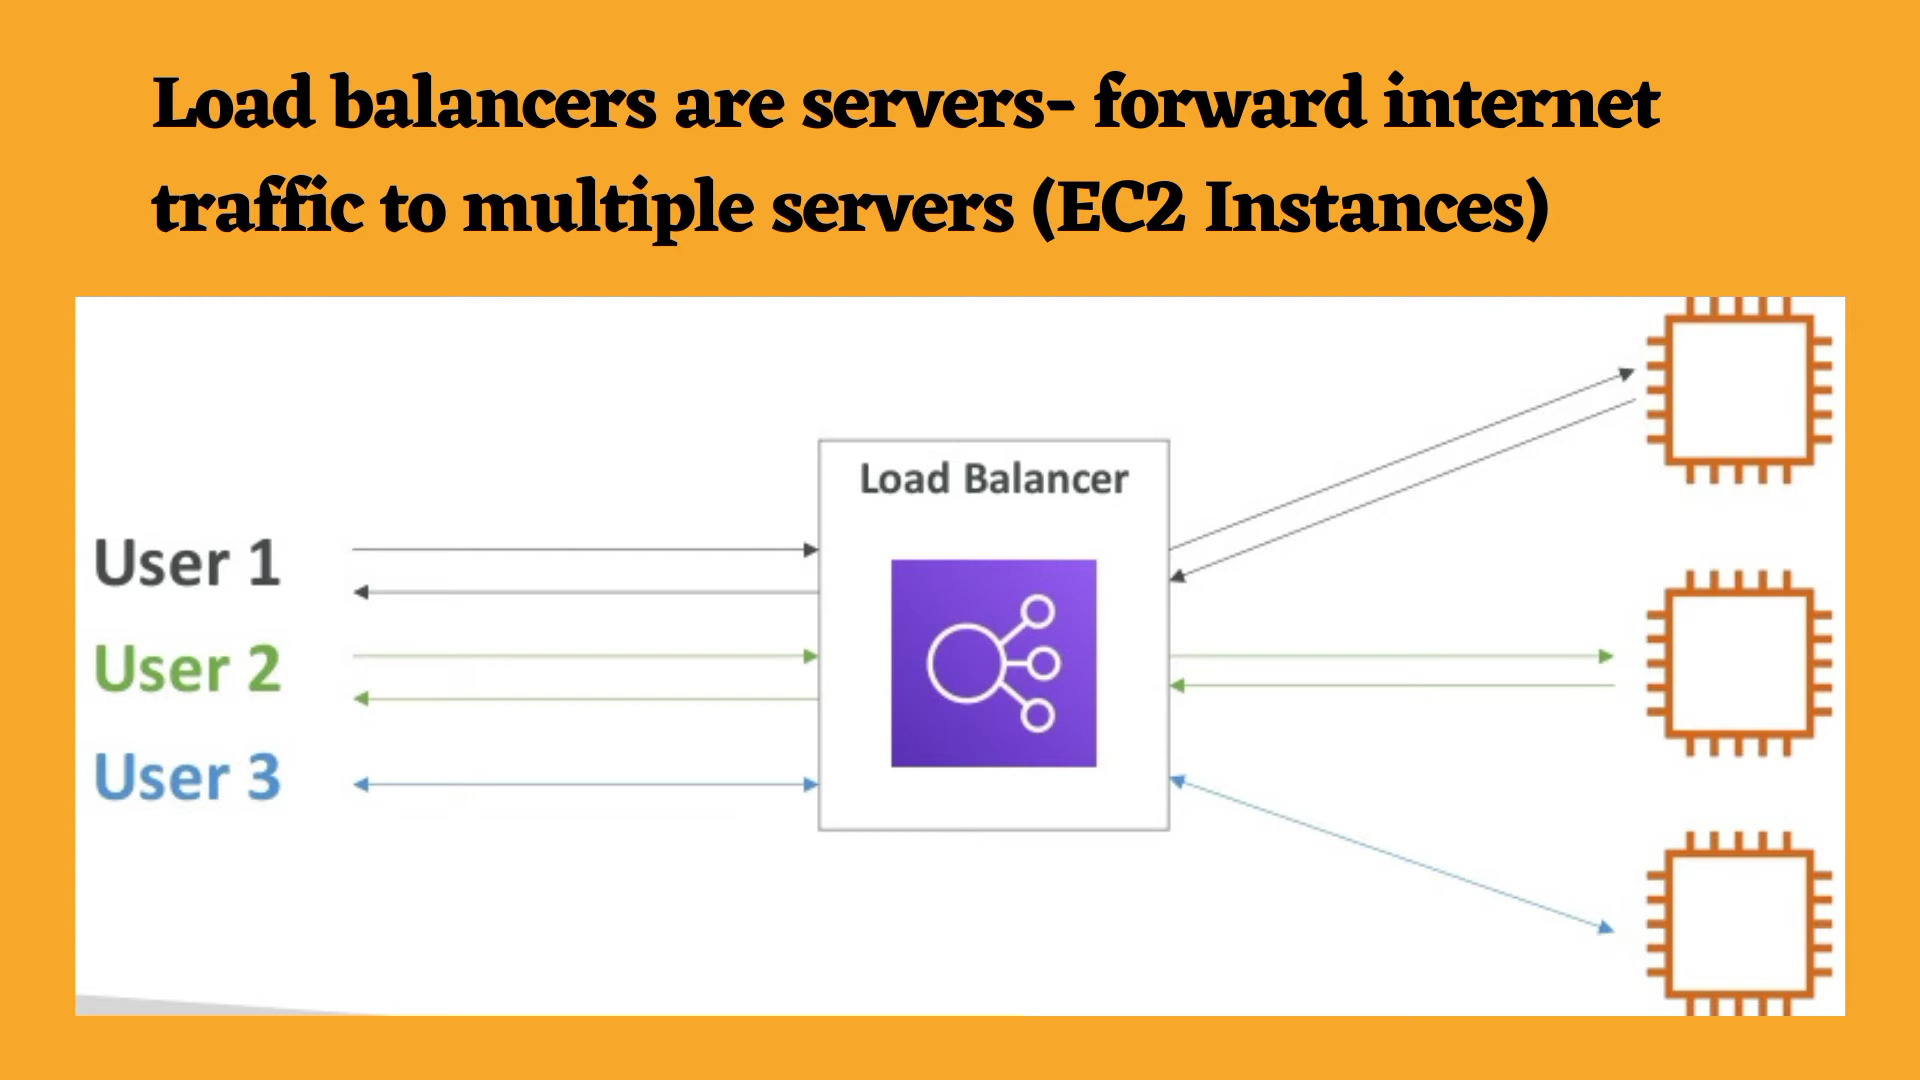 Load balancers are servers- forward internet
traffic to multiple servers (EC2 Instances)
Load Balancer
User 1
User 2
User 3